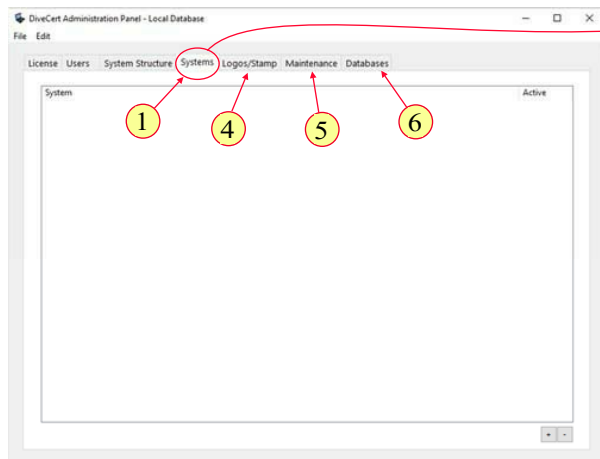 DiveCert Administration Panel - Local Database
File Edit
License Users System Structure Systems Logos/Stamp Maintenance Databases
System Active
1 4 5 6
+ -